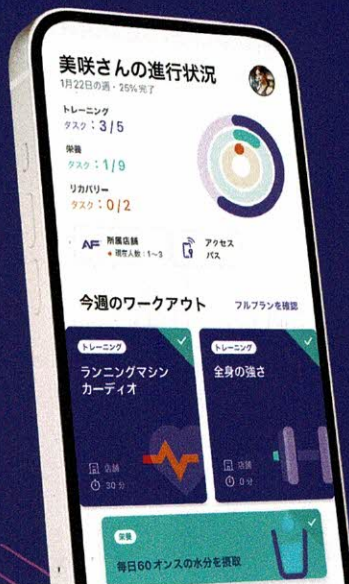 美咲さんの進行状況
1月22日の週・25%完了
トレーニング
タスク：3/5
栄養
タスク：1/9
リカバリー
タスク：0/2
AF 所属店舗
現在人数：1〜3
アクセス
パス
今週のワークアウト フルプランを確認
トレーニング
ランニングマシン
カーディオ
店舗
30 分
トレーニング
全身の強さ
店舗
0 分
栄養
毎日60オンスの水分を摂取